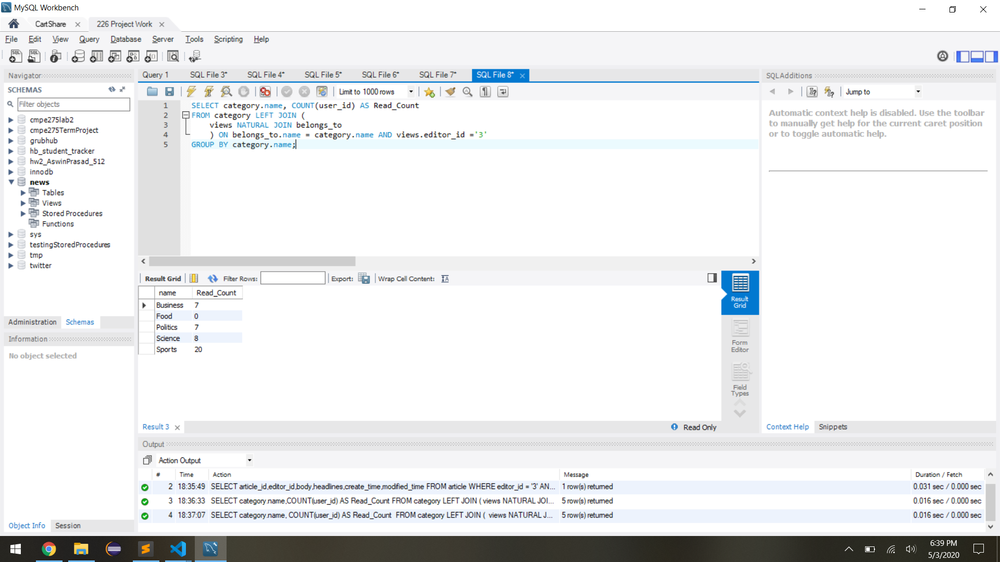 MySQL Workbench
CartShare
226 Project Work
File Edit View Query Database Server Tools Scripting Help
Navigator
SCHEMAS
Filter objects
cmpe275lab2
cmpe275TermProject
grubhub
hb_student_tracker
hw2_AswinPrasad_512
innodb
news
Tables
Views
Stored Procedures
Functions
sys
testingStoredProcedures
tmp
twitter
Administration Schemas
Information
No object selected
Object Info Session
Query 1 SQL File 3* SQL File 4* SQL File 5* SQL File 6* SQL File 7* SQL File 8*
Limit to 1000 rows
1 SELECT category.name, COUNT(user_id) AS Read_Count
2 FROM category LEFT JOIN (
3 views NATURAL JOIN belongs_to
4 ) ON belongs_to.name = category.name AND views.editor_id ='3'
5 GROUP BY category.name;
Result Grid Filter Rows: Export: Wrap Cell Content:
name Read_Count
Business 7
Food 0
Politics 7
Science 8
Sports 20
Result
Grid
Form
Editor
Field
Types
Result 3
Read Only
SQLAdditions
Jump to
Automatic context help is disabled. Use the toolbar
to manually get help for the current caret position
or to toggle automatic help.
Context Help Snippets
Output
Action Output
# Time Action Message Duration / Fetch
2 18:35:49 SELECT article_id,editor_id,body,headlines,create_time,modified_time FROM article WHERE editor_id = '3' AN... 1 row(s) returned 0.031 sec / 0.000 sec
3 18:36:33 SELECT category.name,COUNT(user_id) AS Read_Count FROM category LEFT JOIN ( views NATURAL JOI... 5 row(s) returned 0.016 sec / 0.000 sec
4 18:37:07 SELECT category.name, COUNT(user_id) AS Read_Count FROM category LEFT JOIN ( views NATURAL J... 5 row(s) returned 0.016 sec / 0.000 sec
6:39 PM
5/3/2020